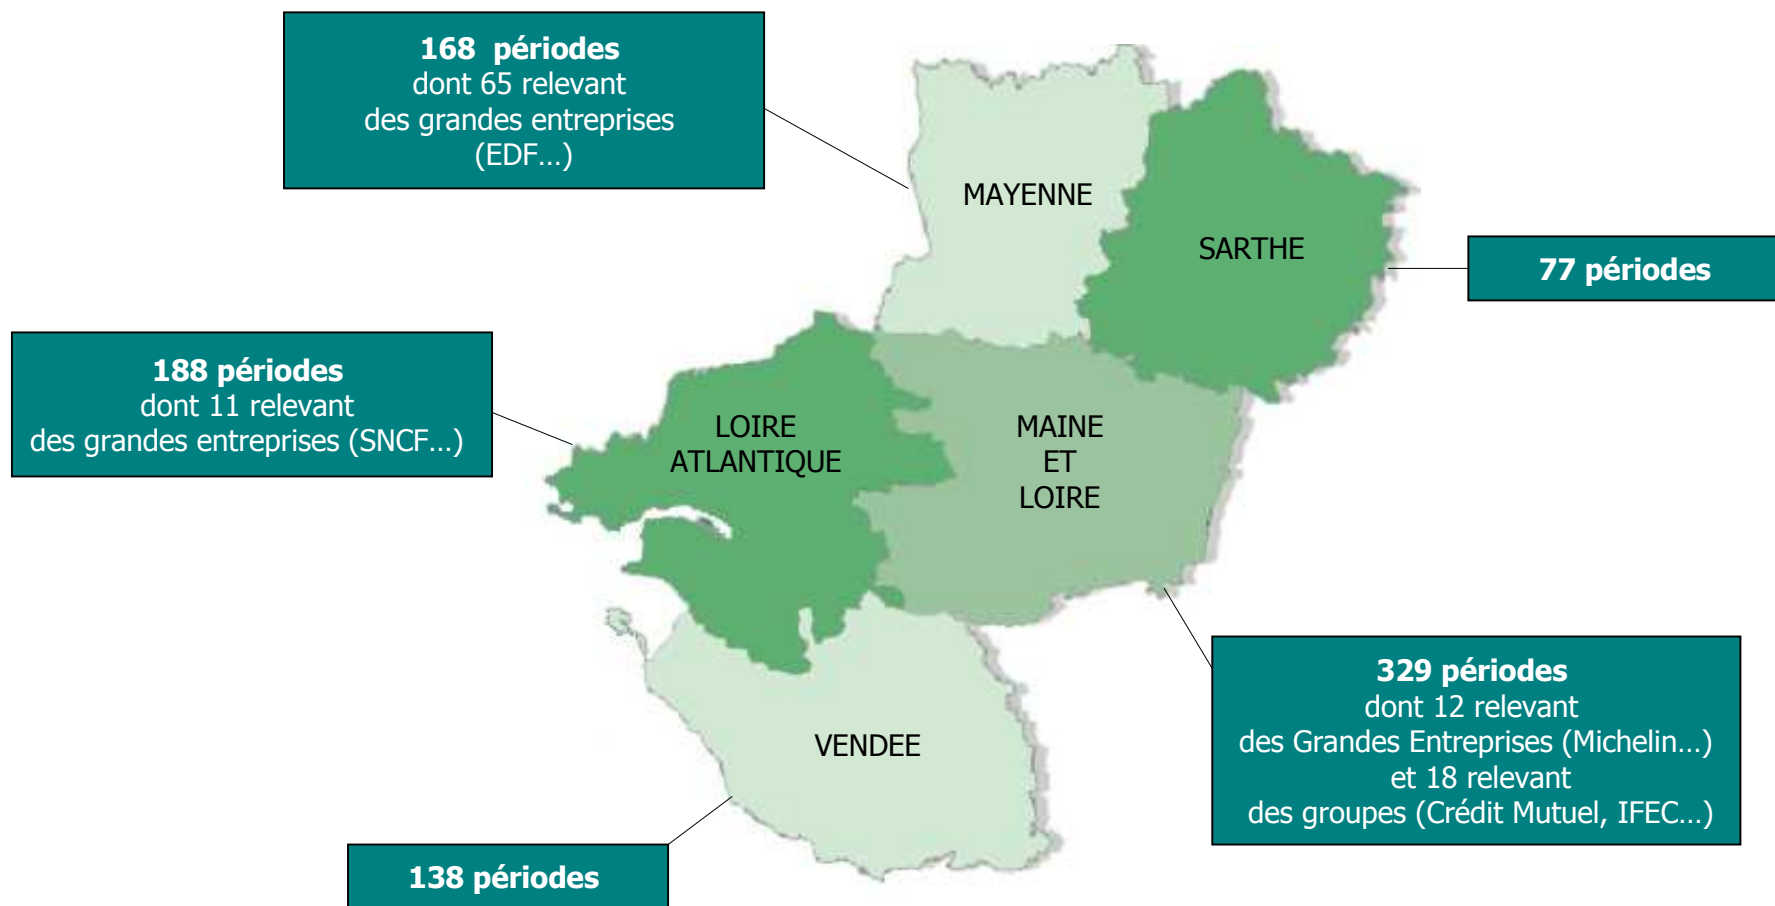 168 périodes
dont 65 relevant
des grandes entreprises
(EDF…)
MAYENNE
SARTHE
77 périodes
188 périodes
dont 11 relevant
des grandes entreprises (SNCF…)
LOIRE
ATLANTIQUE
MAINE
ET
LOIRE
329 périodes
dont 12 relevant
des Grandes Entreprises (Michelin…)
et 18 relevant
des groupes (Crédit Mutuel, IFEC…)
VENDEE
138 périodes